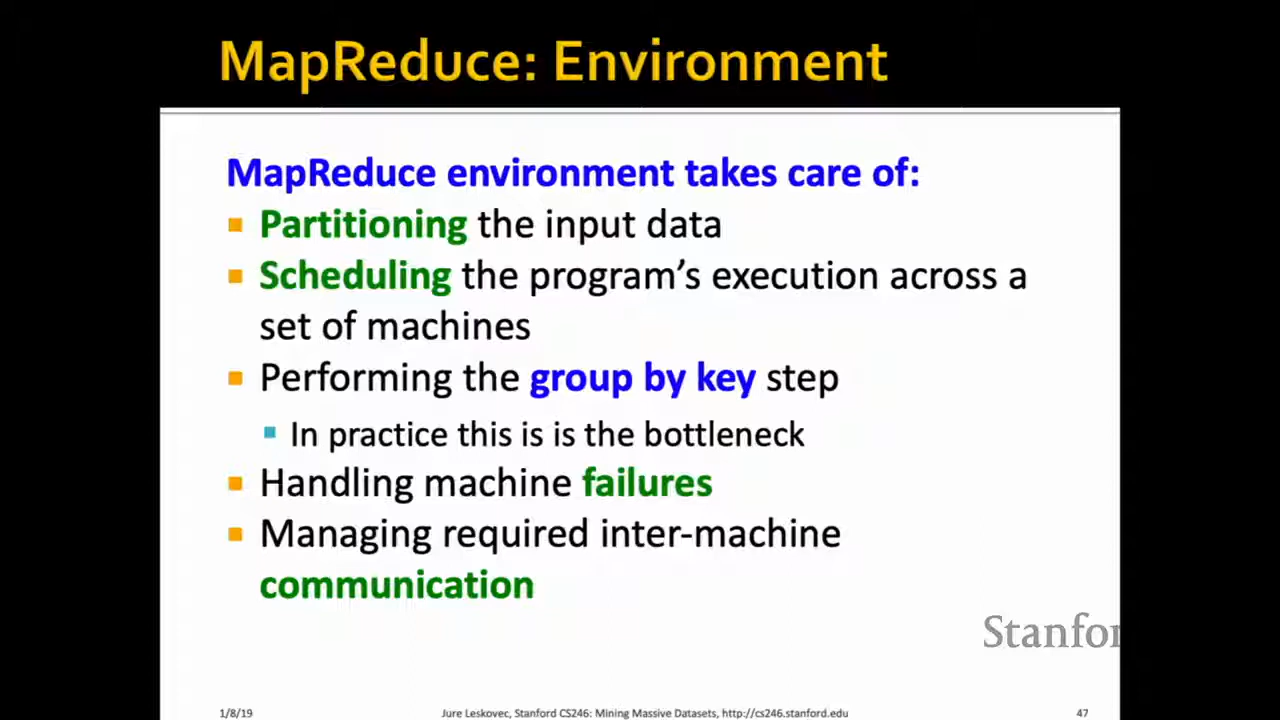 MapReduce: Environment
MapReduce environment takes care of:
Partitioning the input data
Scheduling the program’s execution across a
set of machines
Performing the group by key step
In practice this is is the bottleneck
Handling machine failures
Managing required inter-machine
communication
Stanfor
1/8/19
Jure Leskovec, Stanford CS246: Mining Massive Datasets, http://cs246.stanford.edu
47